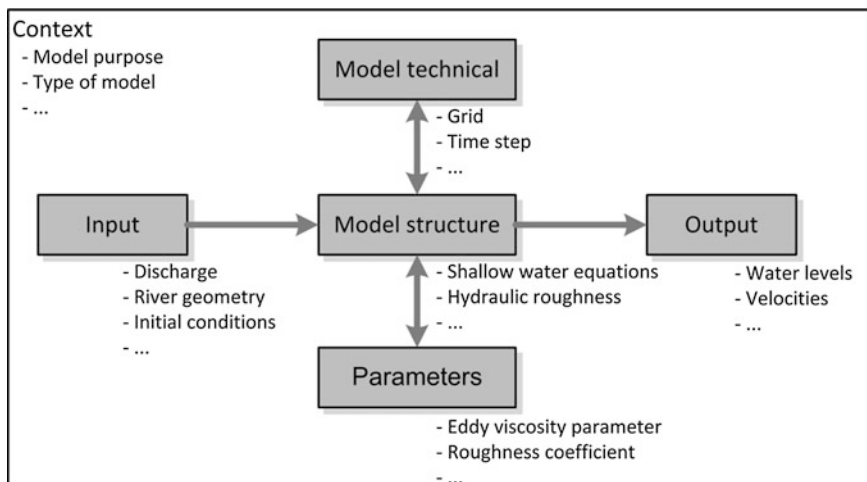 Context
- Model purpose
- Type of model
- ...
Model technical
- Grid
- Time step
- ...
Input
- Discharge
- River geometry
- Initial conditions
- ...
Model structure
- Shallow water equations
- Hydraulic roughness
- ...
Output
- Water levels
- Velocities
- ...
Parameters
- Eddy viscosity parameter
- Roughness coefficient
- ...